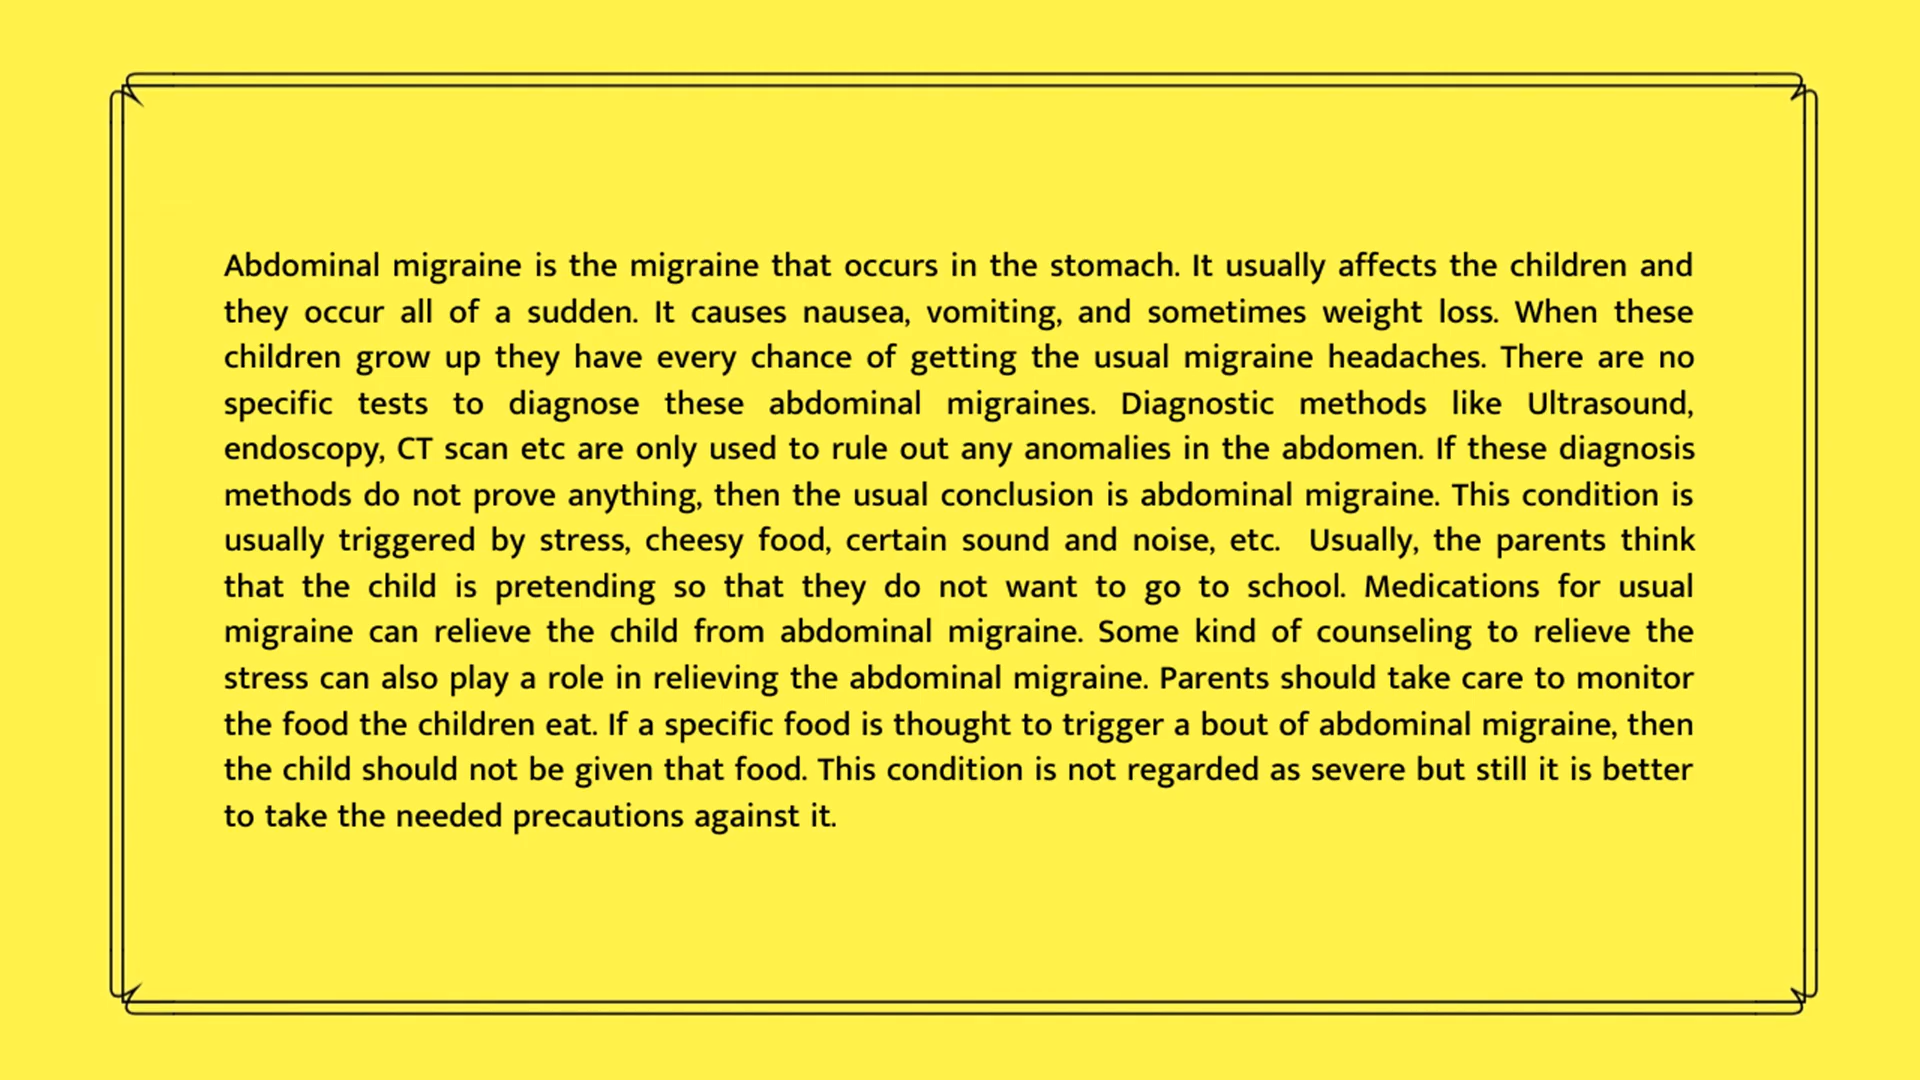 Abdominal migraine is the migraine that occurs in the stomach. It usually affects the children and
they occur all of a sudden. It causes nausea, vomiting, and sometimes weight loss. When these
children grow up they have every chance of getting the usual migraine headaches. There are no
specific tests to diagnose these abdominal migraines. Diagnostic methods like Ultrasound,
endoscopy, CT scan etc are only used to rule out any anomalies in the abdomen. If these diagnosis
methods do not prove anything, then the usual conclusion is abdominal migraine. This condition is
usually triggered by stress, cheesy food, certain sound and noise, etc.  Usually, the parents think
that the child is pretending so that they do not want to go to school. Medications for usual
migraine can relieve the child from abdominal migraine. Some kind of counseling to relieve the
stress can also play a role in relieving the abdominal migraine. Parents should take care to monitor
the food the children eat. If a specific food is thought to trigger a bout of abdominal migraine, then
the child should not be given that food. This condition is not regarded as severe but still it is better
to take the needed precautions against it.